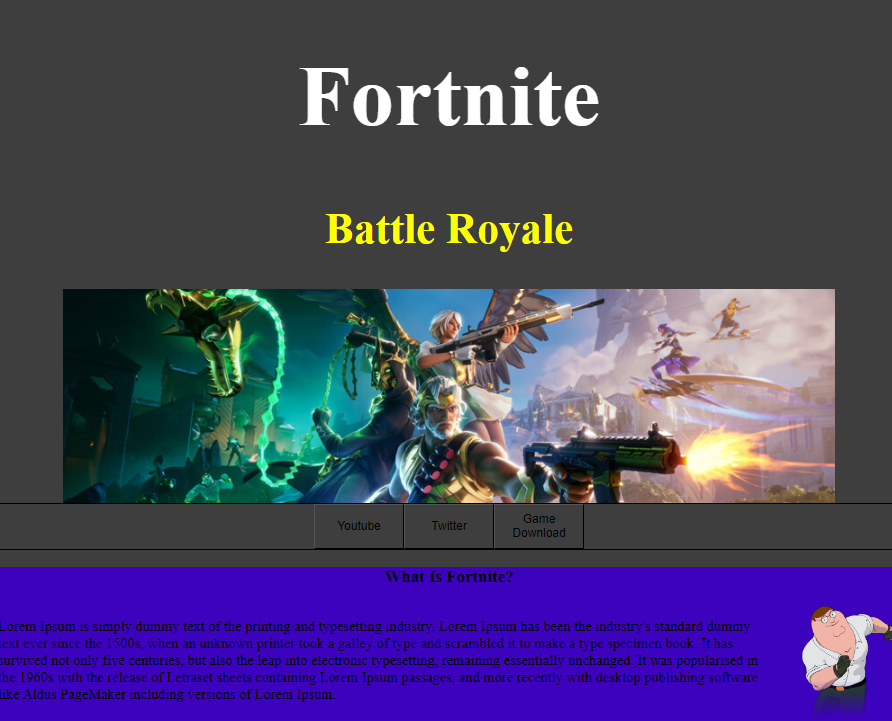 Fortnite
Battle Royale
Youtube
Twitter
Game
Download
What Is Fortnite?
Lorem Ipsum is simply dummy text of the printing and typesetting industry. Lorem Ipsum has been the industry's standard dummy
text ever since the 1500s, when an unknown printer took a galley of type and scrambled it to make a type specimen book. It has
survived not only five centuries, but also the leap into electronic typesetting, remaining essentially unchanged. It was popularised in
the 1960s with the release of Letraset sheets containing Lorem Ipsum passages, and more recently with desktop publishing software
like Aldus PageMaker including versions of Lorem Ipsum.